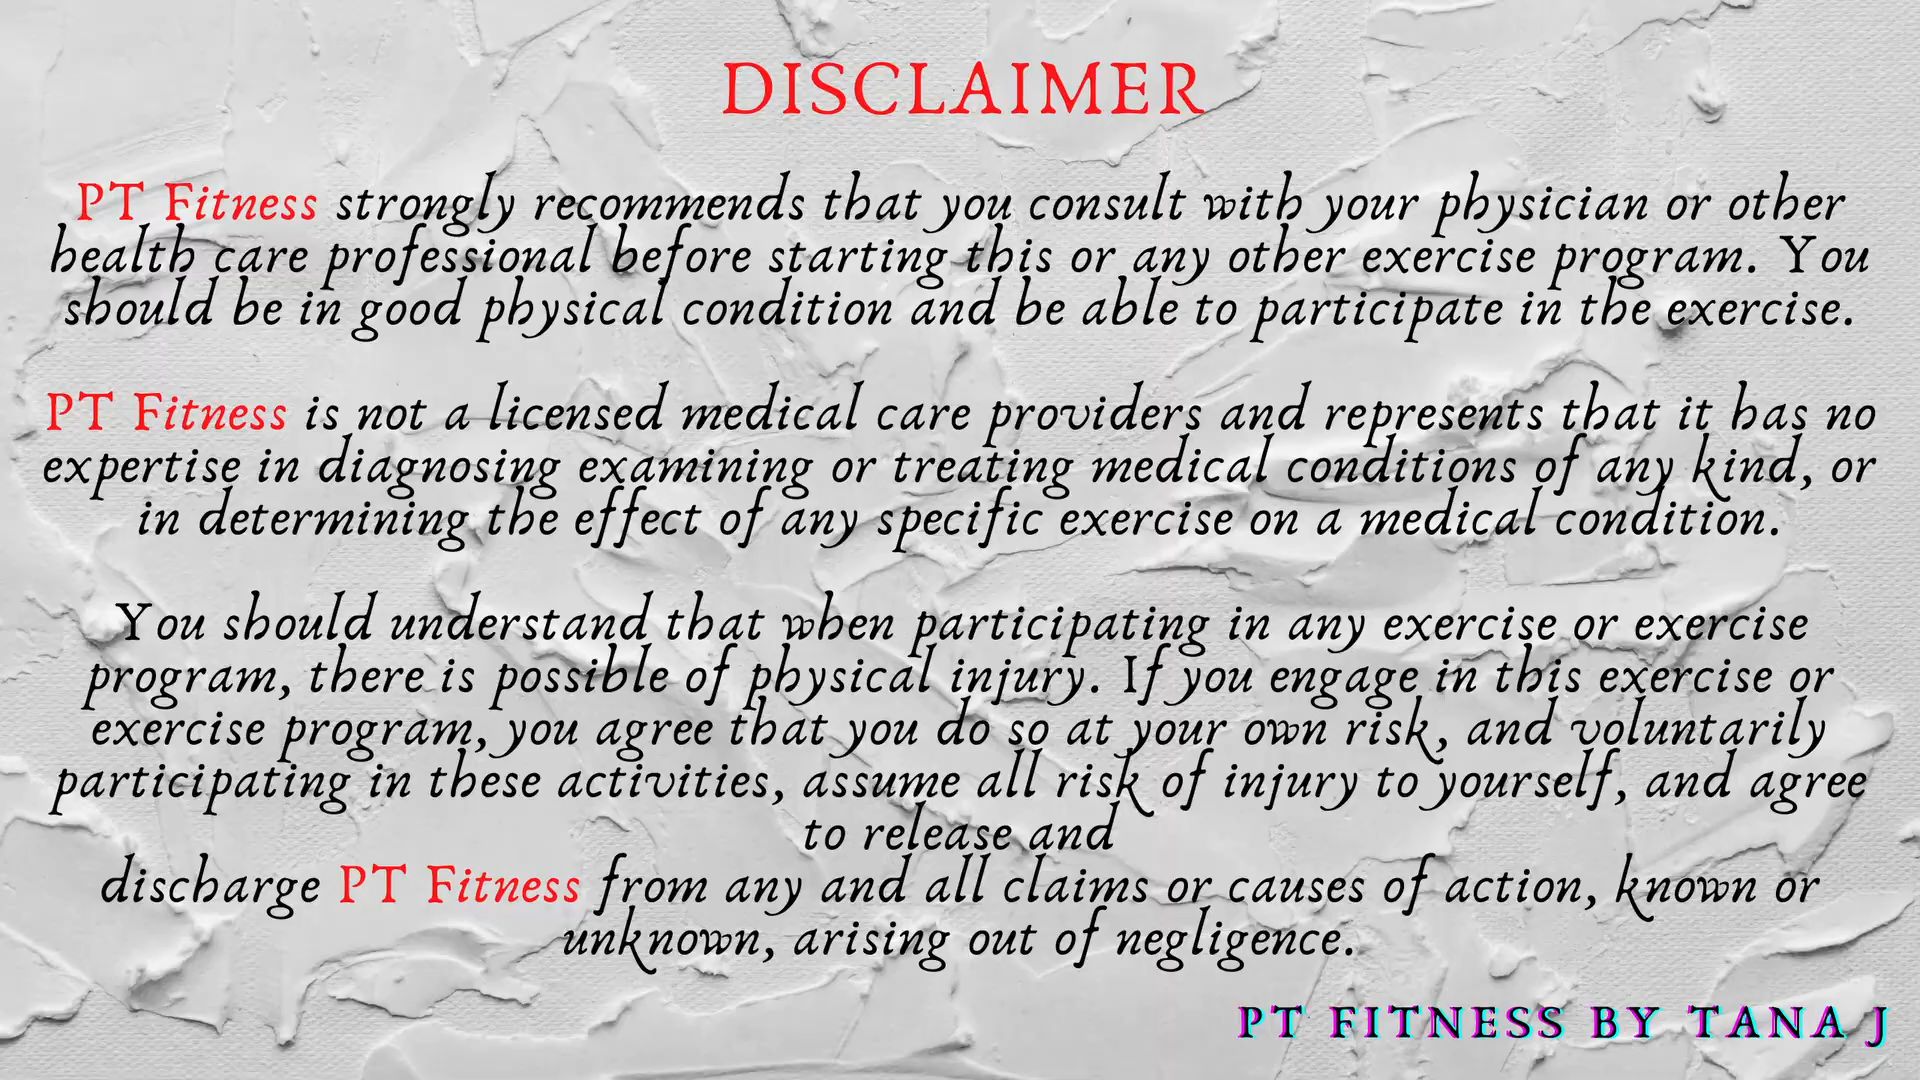 DISCLAIMER
PT Fitness strongly recommends that you consult with your physician or other
health care professional before starting this or any other exercise program. You
should be in good physical condition and be able to participate in the exercise.
PT Fitness is not a licensed medical care providers and represents that it has no
expertise in diagnosing examining or treating medical conditions of any kind, or
in determining the effect of any specific exercise on a medical condition.
You should understand that when participating in any exercise or exercise
program, there is possible of physical injury. If you engage in this exercise or
exercise program, you agree that you do so at your own risk, and voluntarily
participating in these activities, assume all risk of injury to yourself, and agree
to release and
discharge PT Fitness from any and all claims or causes of action, known or
unknown, arising out of negligence.
PT FITNESS BY TANA J